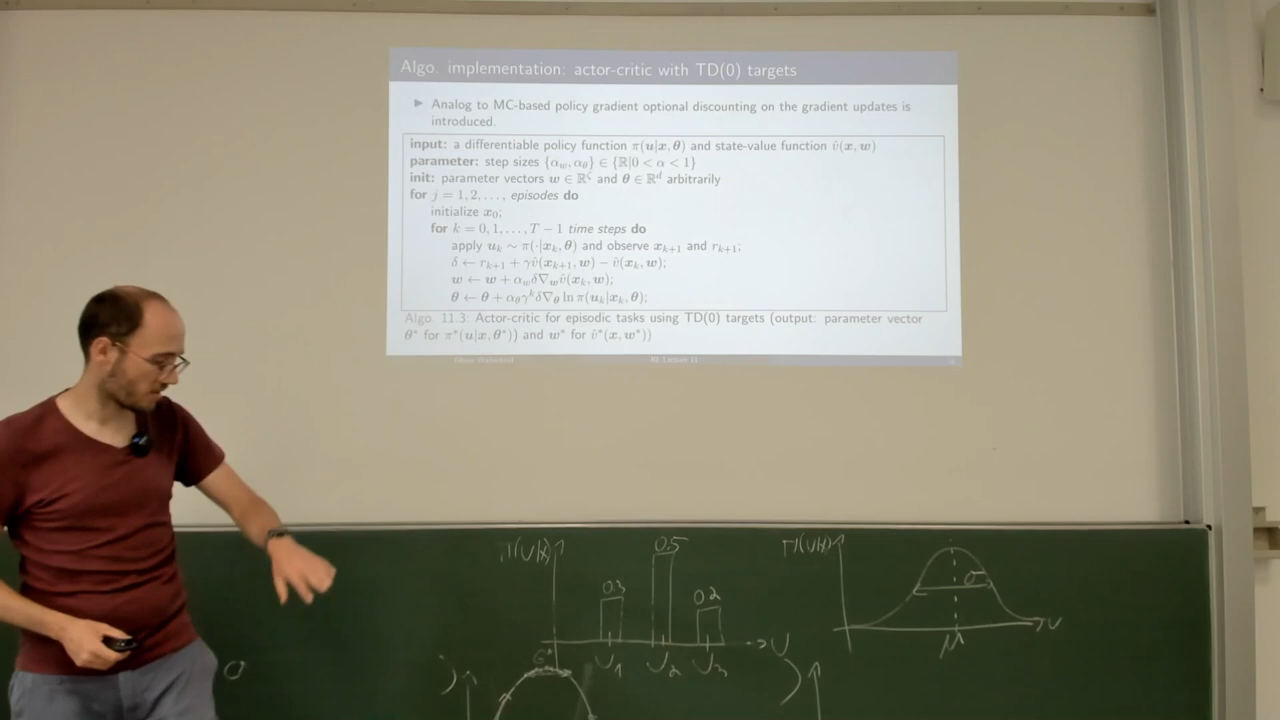 Algo. implementation: actor-critic with TD(0) targets
▶ Analog to MC-based policy gradient optional discounting on the gradient updates is
introduced.
input: a differentiable policy function π(u|x, θ) and state-value function v̂(x, w)
parameter: step sizes {α_w, α_θ} ∈ {ℝ|0 < α < 1}
init: parameter vectors w ∈ ℝ^ζ and θ ∈ ℝ^d arbitrarily
for j = 1, 2, . . . , episodes do
initialize x_0;
for k = 0, 1, . . . , T − 1 time steps do
apply u_k ∼ π(·|x_k, θ) and observe x_{k+1} and r_{k+1};
δ ← r_{k+1} + γv̂(x_{k+1}, w) − v̂(x_k, w);
w ← w + α_w δ∇_w v̂(x_k, w);
θ ← θ + α_θ γ^k δ∇_θ ln π(u_k|x_k, θ);
Algo. 11.3: Actor-critic for episodic tasks using TD(0) targets (output: parameter vector
θ* for π*(u|x, θ*)) and w* for v̂*(x, w*))
RL Lecture 11
0.3
0.5
0.2
U
U_1
U_2
U_3
π(U|x)
σ
μ
U